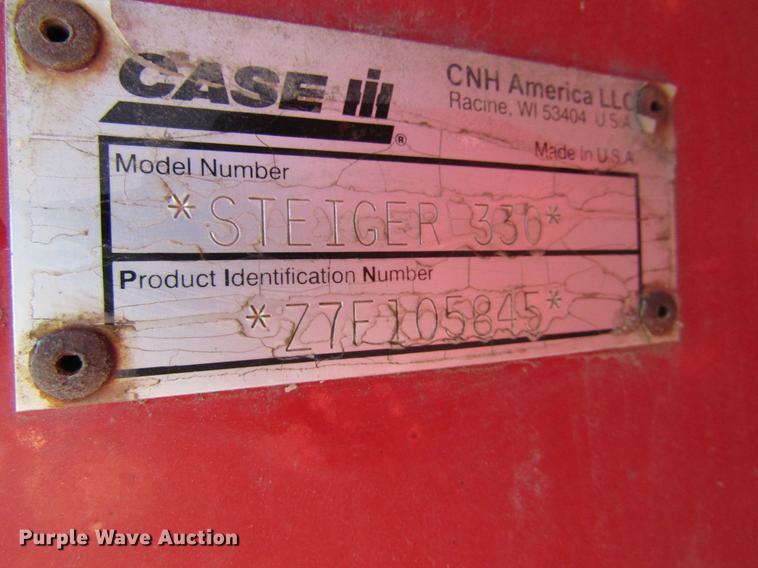 CASE IH
CNH America LLC
Racine, WI 53404 U.S.A.
®
Made in U.S.A.
Model Number
*STEIGER 330*
Product Identification Number
*Z7F105845*
Purple Wave Auction